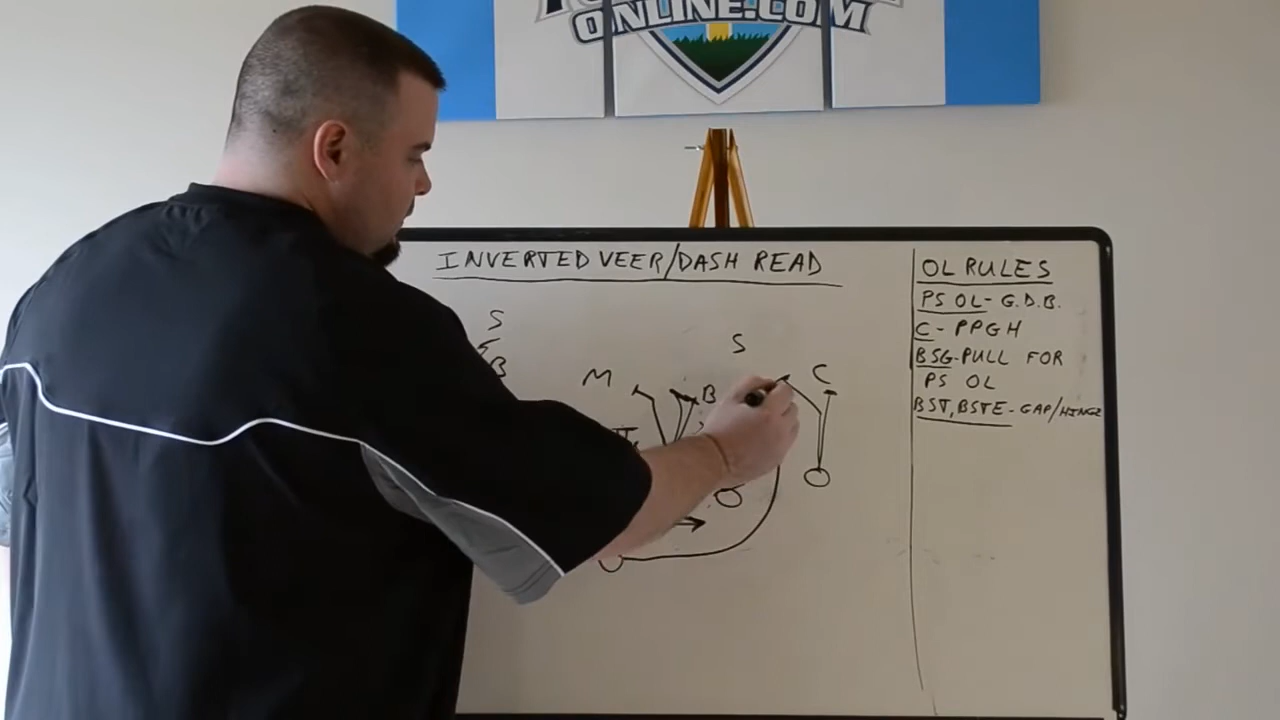 ONLINE.COM
INVERTED VEER/DASH READ
S
B
M
B
S
C
OL RULES
PS OL- G.D.B.
C- PPGH
BSG-PULL FOR
PS OL
BST, BSTE- GAP/HINGE